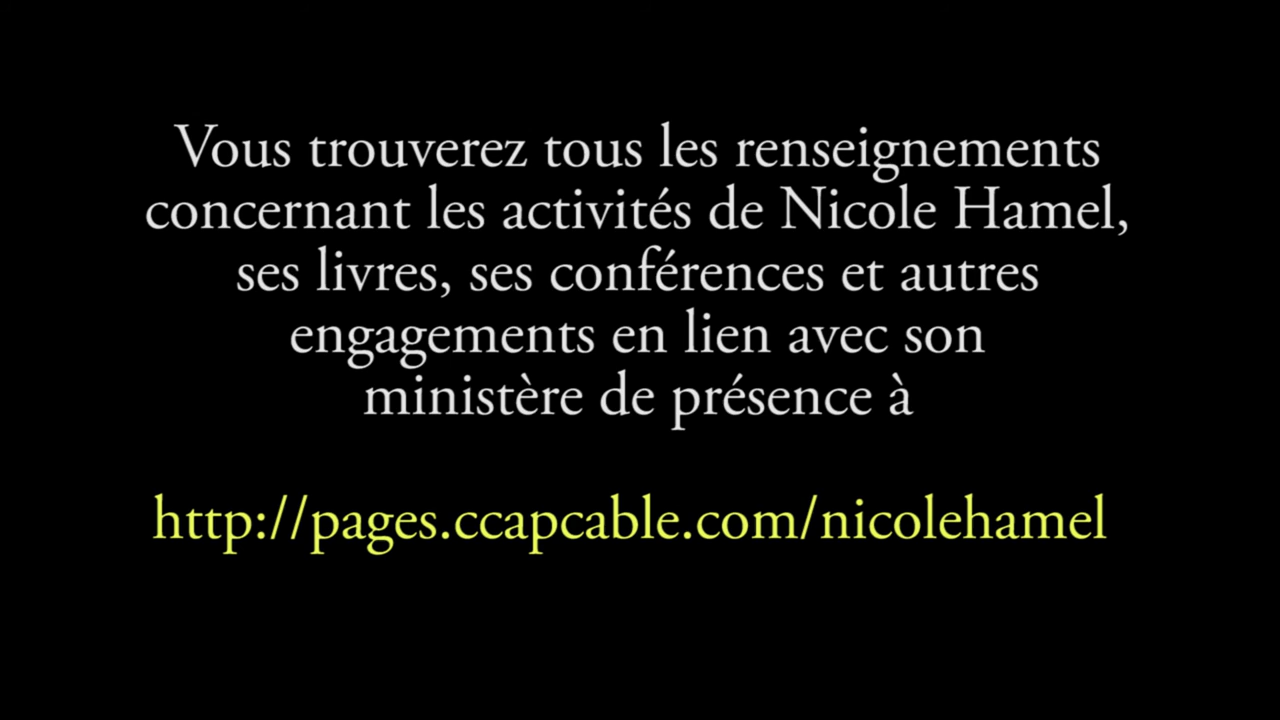 Vous trouverez tous les renseignements
concernant les activités de Nicole Hamel,
ses livres, ses conférences et autres
engagements en lien avec son
ministère de présence à
http://pages.ccapcable.com/nicolehamel